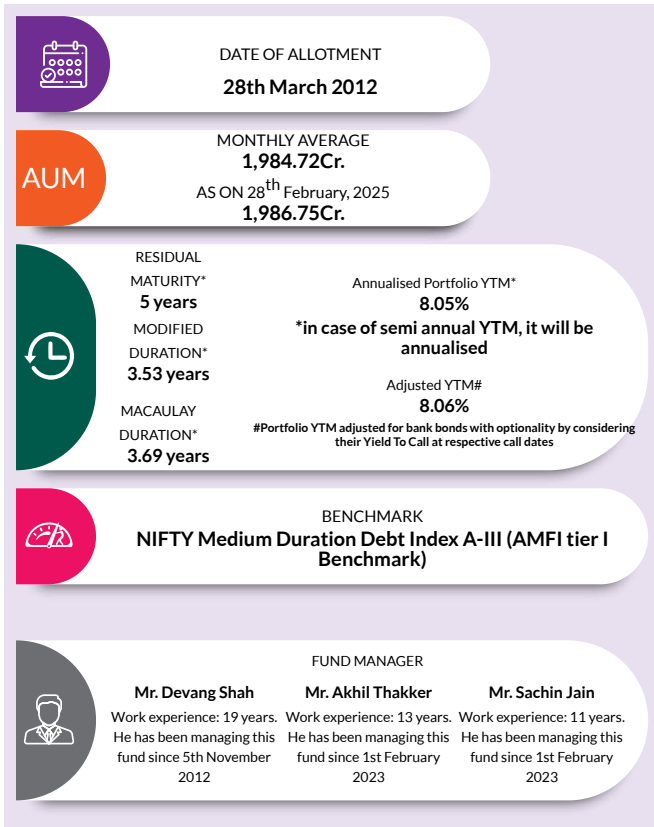 DATE OF ALLOTMENT
28th March 2012
AUM
MONTHLY AVERAGE
1,984.72Cr.
AS ON 28th February, 2025
1,986.75Cr.
RESIDUAL
MATURITY*
5 years
MODIFIED
DURATION*
3.53 years
MACAULAY
DURATION*
3.69 years
Annualised Portfolio YTM*
8.05%
*in case of semi annual YTM, it will be
annualised
Adjusted YTM#
8.06%
#Portfolio YTM adjusted for bank bonds with optionality by considering
their Yield To Call at respective call dates
BENCHMARK
NIFTY Medium Duration Debt Index A-III (AMFI tier I
Benchmark)
FUND MANAGER
Mr. Devang Shah
Work experience: 19 years.
He has been managing this
fund since 5th November
2012
Mr. Akhil Thakker
Work experience: 13 years.
He has been managing this
fund since 1st February
2023
Mr. Sachin Jain
Work experience: 11 years.
He has been managing this
fund since 1st February
2023